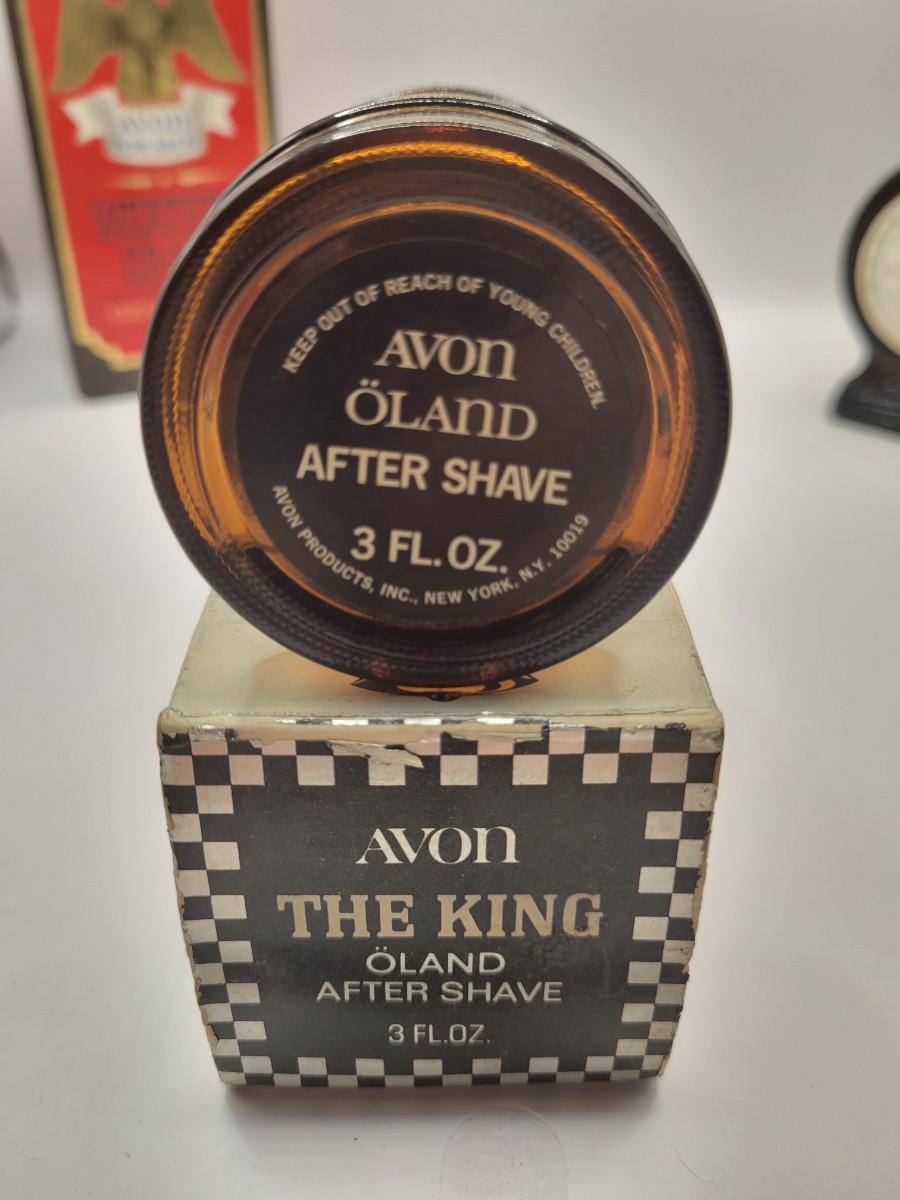 AVON
KEEP OUT OF REACH OF YOUNG CHILDREN.
AVON
ÖLAND
AFTER SHAVE
3 FL. OZ.
AVON PRODUCTS, INC., NEW YORK, N.Y. 10019
AVON
THE KING
ÖLAND
AFTER SHAVE
3 FL.OZ.